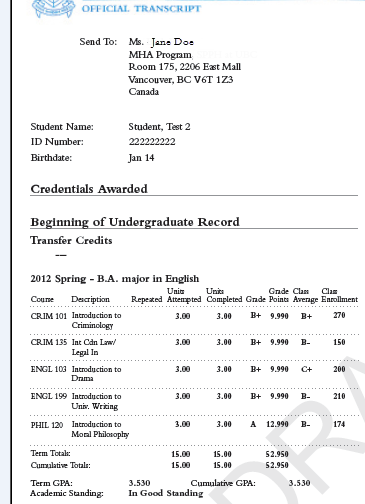 OFFICIAL TRANSCRIPT
Send To: Ms. Jane Doe
MHA Program
Room 175, 2206 East Mall
Vancouver, BC V6T 1Z3
Canada
Student Name: Student, Test 2
ID Number: 222222222
Birthdate: Jan 14
Credentials Awarded
Beginning of Undergraduate Record
Transfer Credits
---
2012 Spring - B.A. major in English
Units Units Grade Class Class
Course Description Repeated Attempted Completed Grade Points Average Enrollment
CRIM 101 Introduction to 3.00 3.00 B+ 9.990 B+ 270
Criminology
CRIM 135 Int Cdn Law/ 3.00 3.00 B+ 9.990 B- 150
Legal In
ENGL 103 Introduction to 3.00 3.00 B+ 9.990 C+ 200
Drama
ENGL 199 Introduction to 3.00 3.00 B+ 9.990 B- 210
Univ. Writing
PHIL 120 Introduction to 3.00 3.00 A 12.990 B- 174
Moral Philosophy
Term Totals: 15.00 15.00 52.950
Cumulative Totals: 15.00 15.00 52.950
Term GPA: 3.530 Cumulative GPA: 3.530
Academic Standing: In Good Standing
DRA